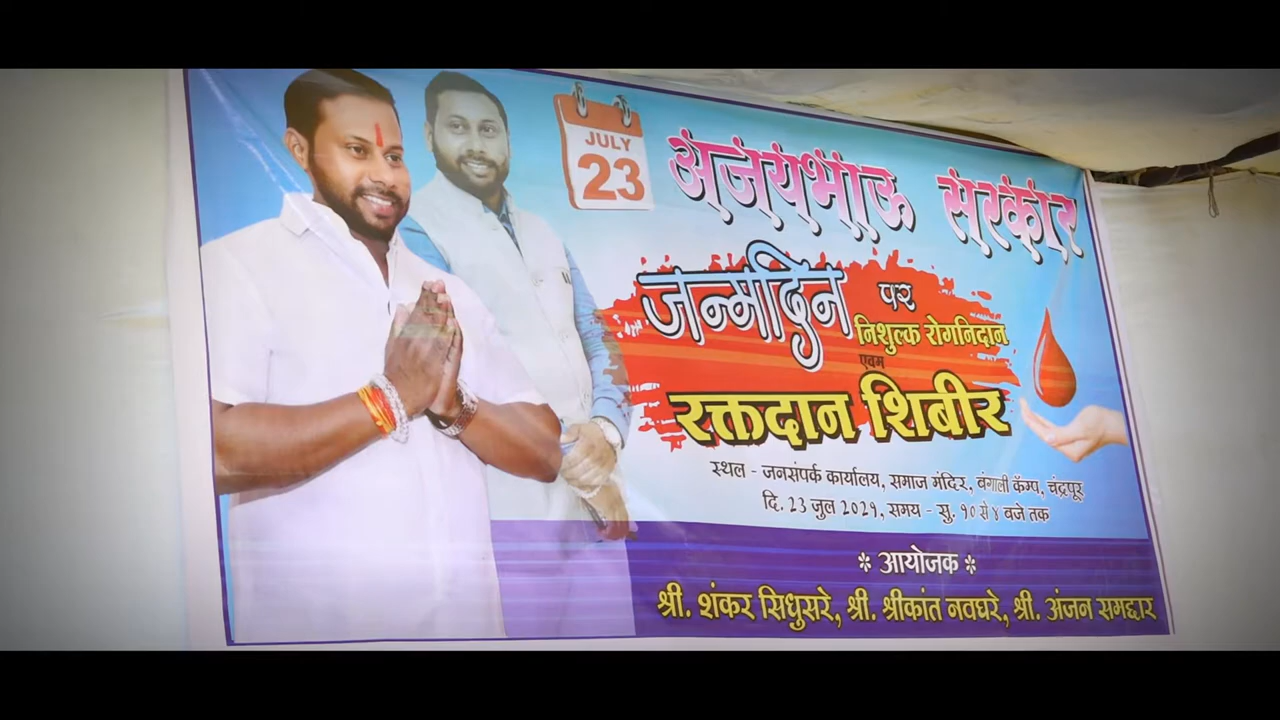 JULY
23
अजयभाऊ सरकार
जन्मदिन पर
निशुल्क रोगनिदान
एवम
रक्तदान शिबीर
स्थल - जनसंपर्क कार्यालय, समाज मंदिर, बंगाली कॅम्प, चंद्रपूर
दि. 23 जुल 2021, समय - सु. १० से ४ बजे तक
* आयोजक *
श्री. शंकर सिधुसरे, श्री. श्रीकांत नवघरे, श्री. अंजन समद्दार